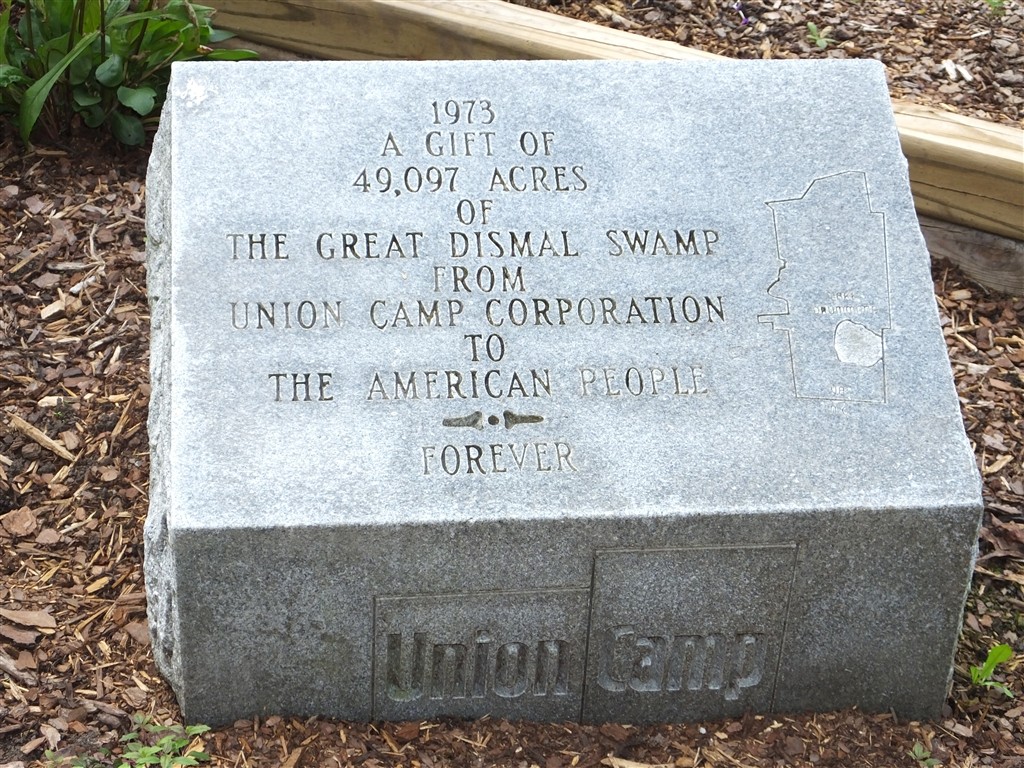 1973
A GIFT OF
49,097 ACRES
OF
THE GREAT DISMAL SWAMP
FROM
UNION CAMP CORPORATION
TO
THE AMERICAN PEOPLE
FOREVER
Union Camp